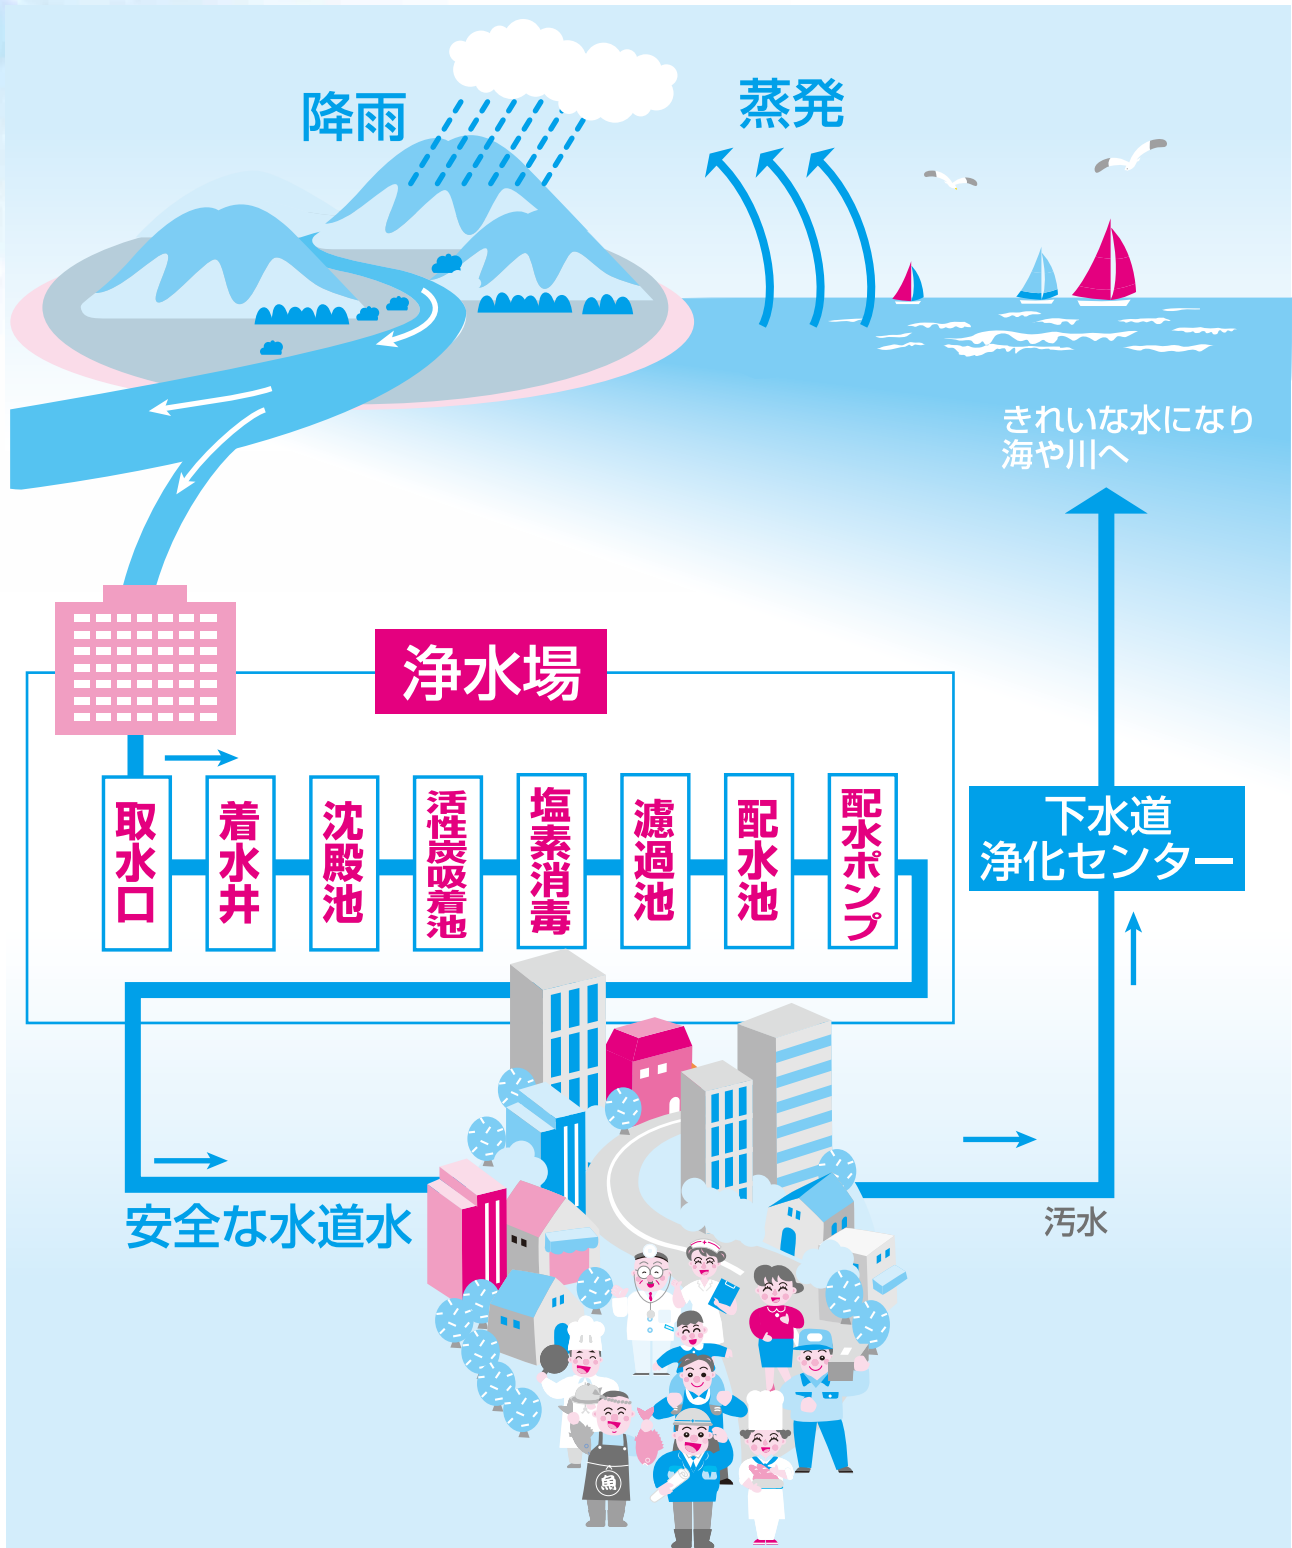 降雨
蒸発
きれいな水になり
海や川へ
浄水場
取水口
着水井
沈殿池
活性炭吸着池
塩素消毒
濾過池
配水池
配水ポンプ
下水道
浄化センター
安全な水道水
汚水
魚